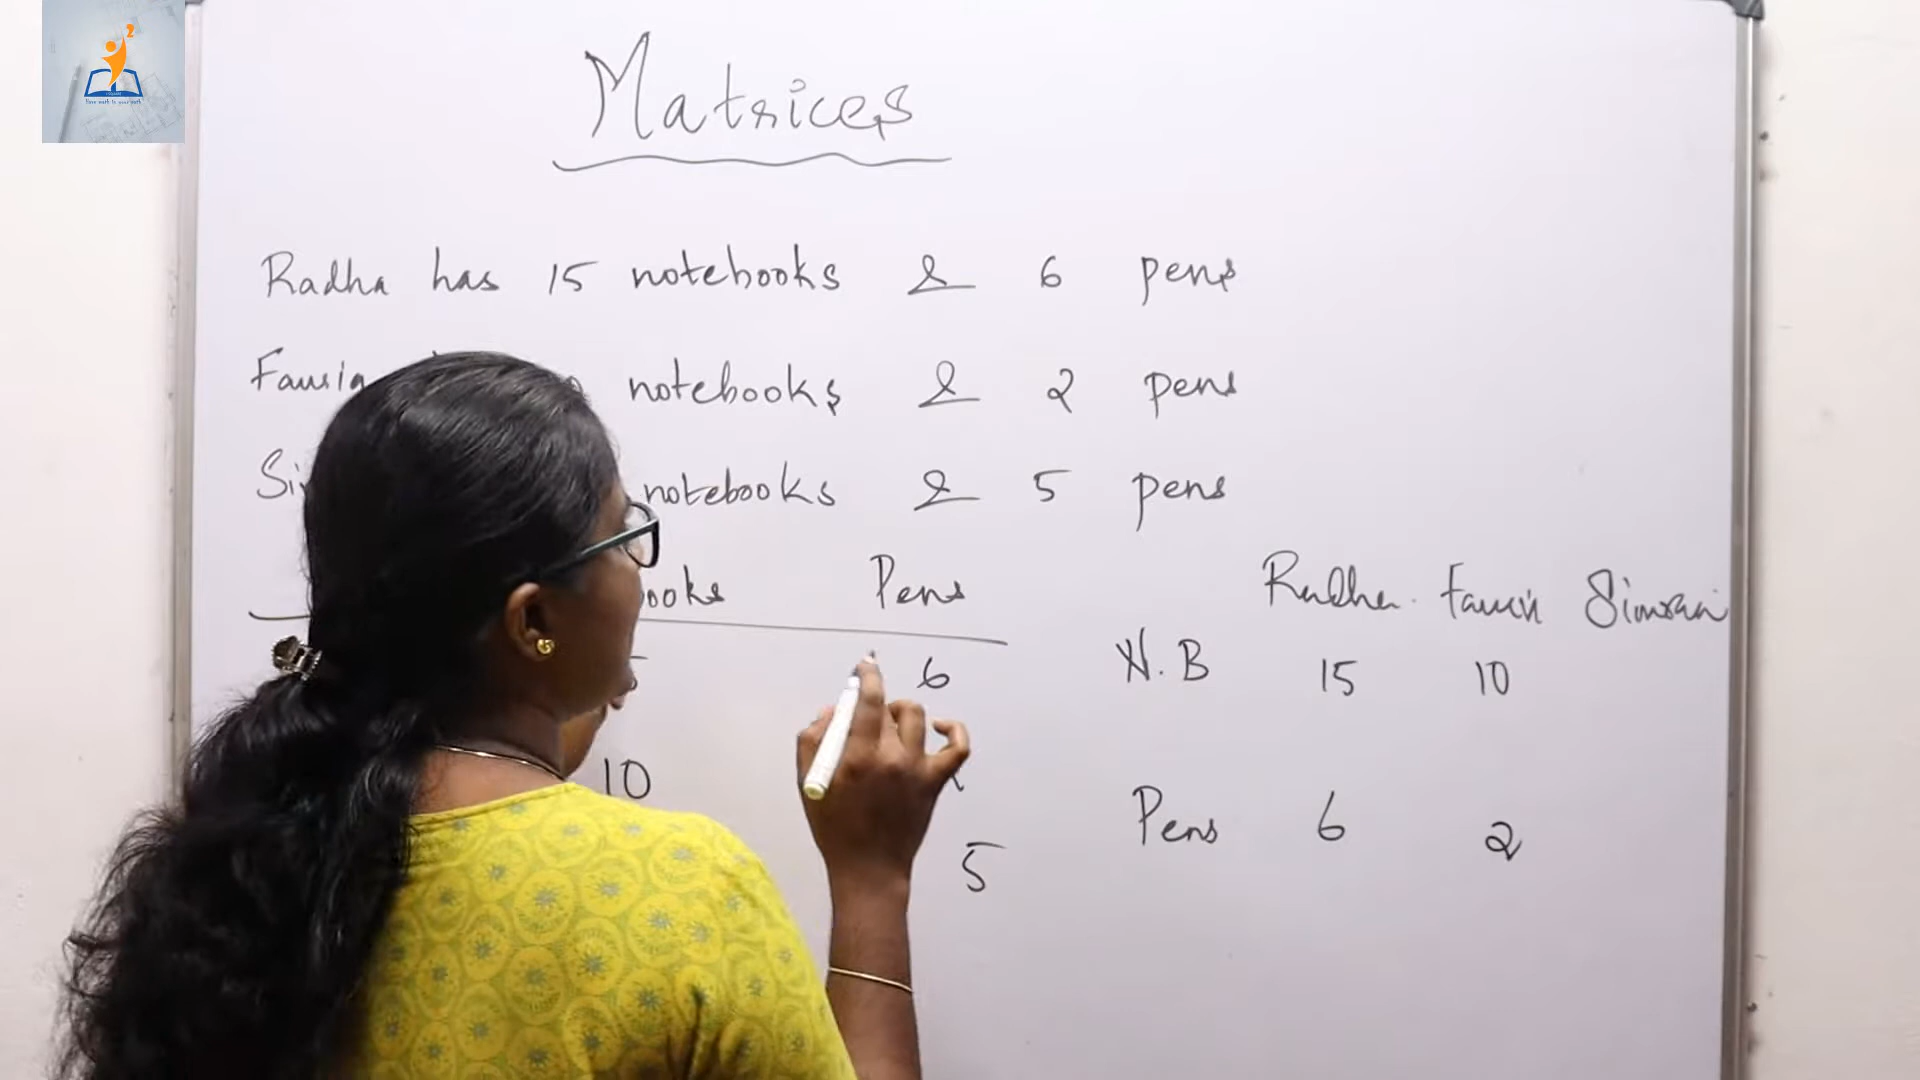 Matrices
Radha has 15 notebooks & 6 pens
Fausia notebooks & 2 pens
notebooks & 5 pens
Pens
6
10
5
Radha Fausia Simran
N.B 15 10
Pens 6 2